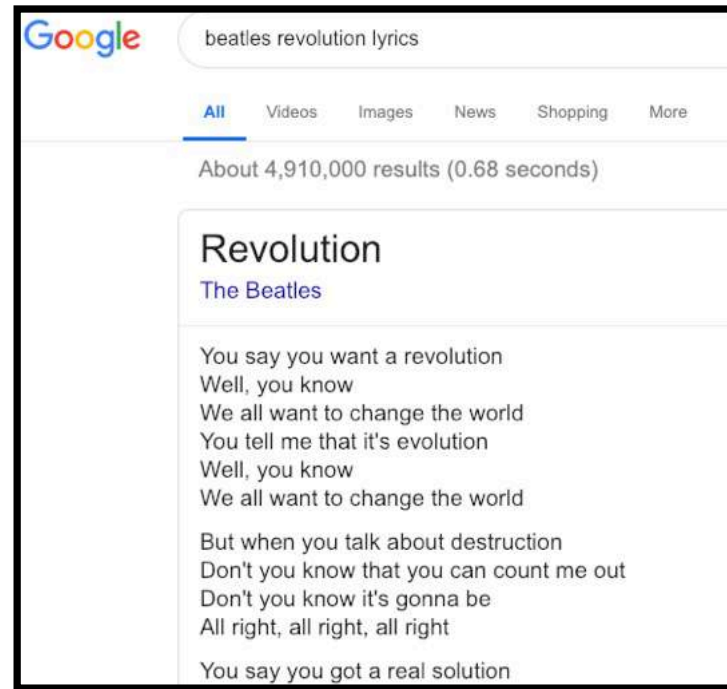 Google
beatles revolution lyrics
All Videos Images News Shopping More
About 4,910,000 results (0.68 seconds)
Revolution
The Beatles
You say you want a revolution
Well, you know
We all want to change the world
You tell me that it's evolution
Well, you know
We all want to change the world
But when you talk about destruction
Don't you know that you can count me out
Don't you know it's gonna be
All right, all right, all right
You say you got a real solution